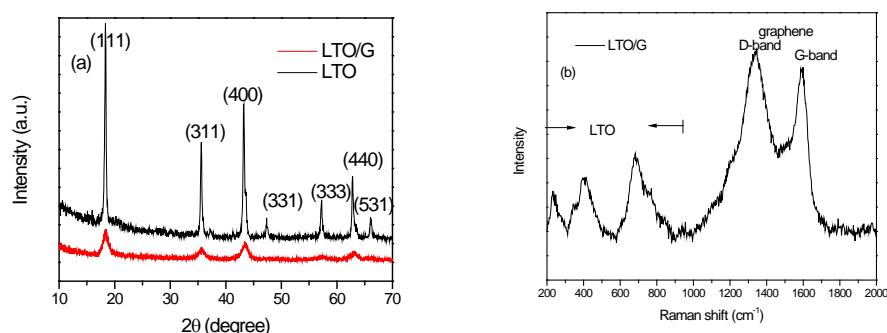 (a)
(111)
LTO/G
LTO
(311)
(400)
(331)
(333)
(440)
(531)
Intensity (a.u.)
10 20 30 40 50 60 70
2θ (degree)
(b)
LTO/G
graphene
D-band
G-band
LTO
Intensity
200 400 600 800 1000 1200 1400 1600 1800 2000
Raman shift (cm⁻¹)